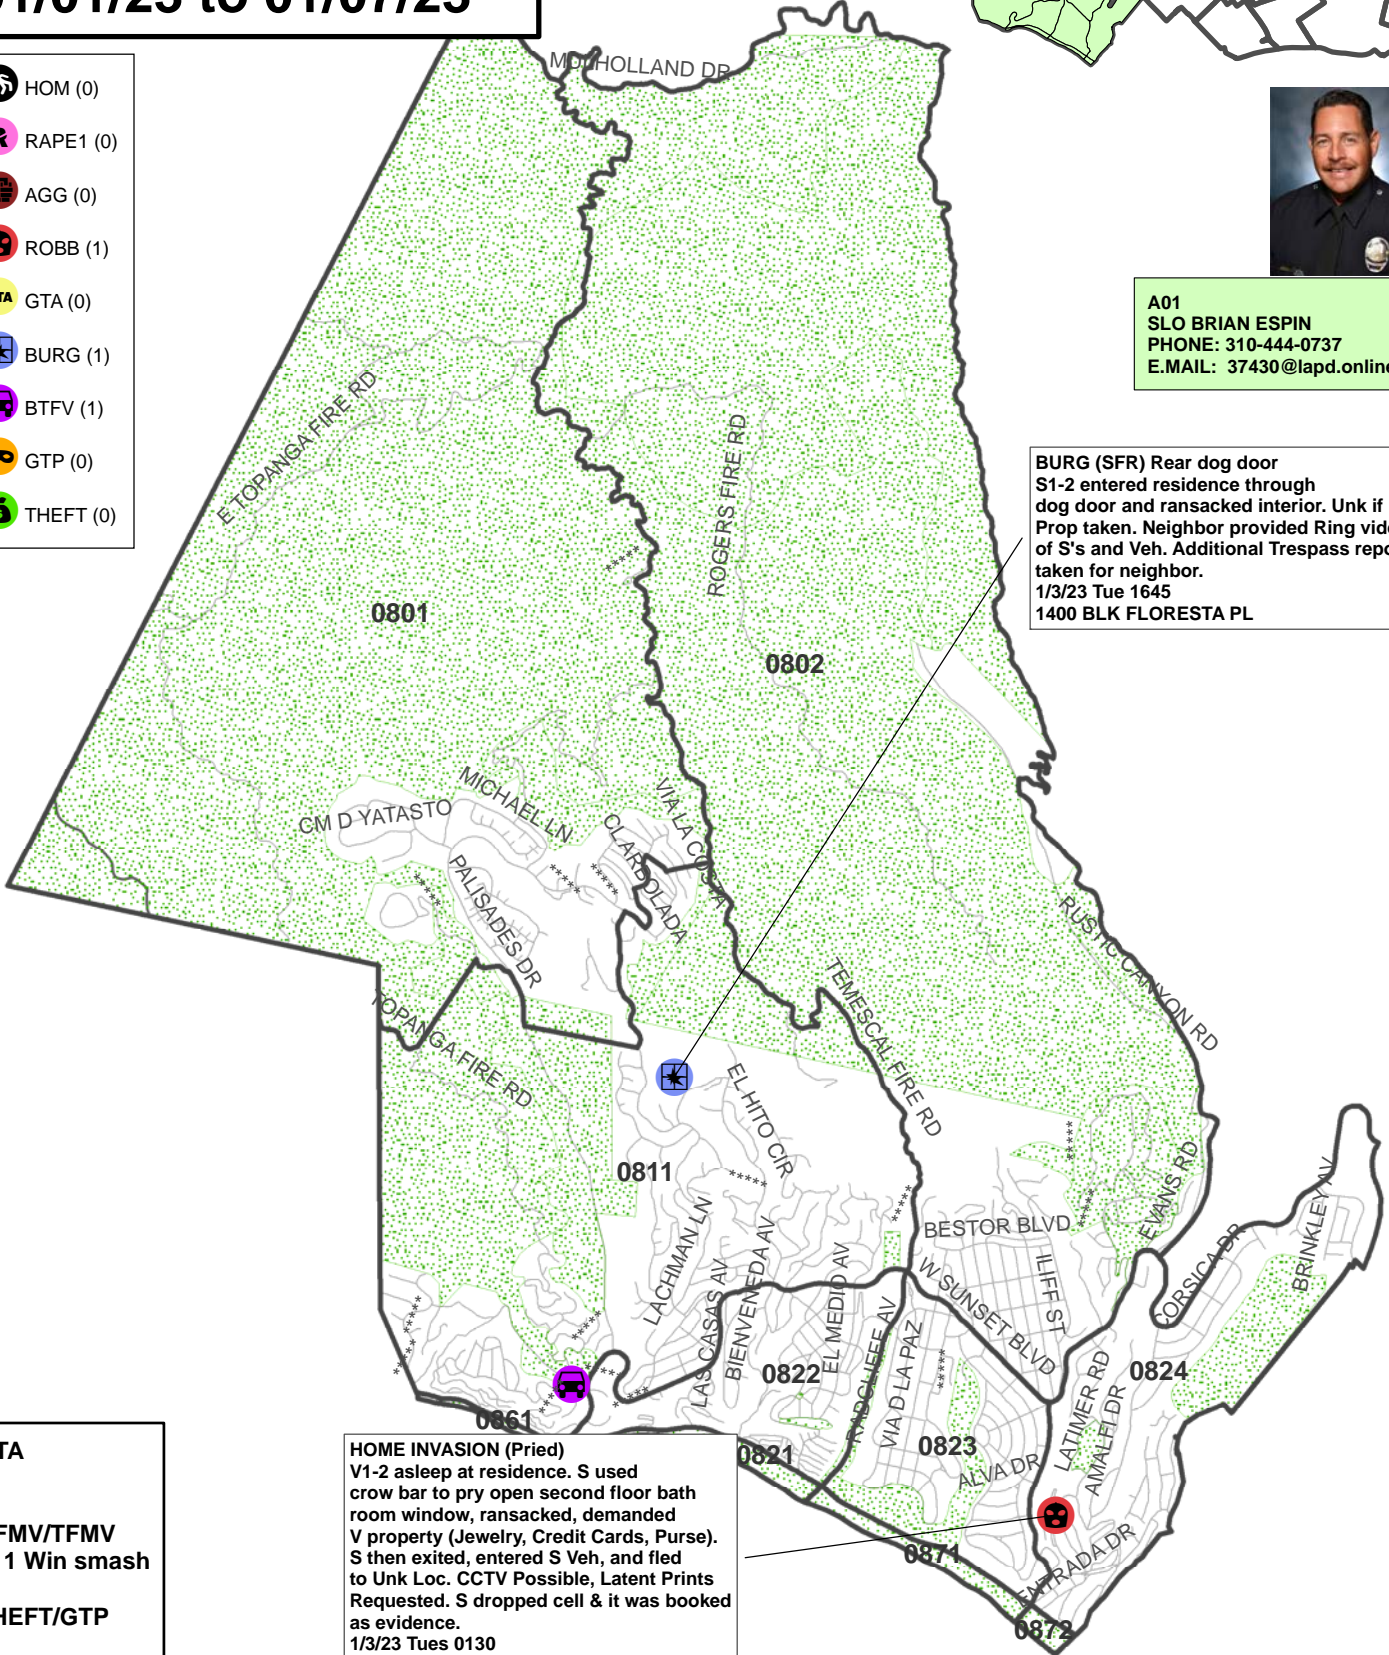 01/01/23 to 01/07/23
HOM (0)
RAPE1 (0)
AGG (0)
ROBB (1)
GTA (0)
BURG (1)
BTFV (1)
GTP (0)
THEFT (0)
A01
SLO BRIAN ESPIN
PHONE: 310-444-0737
E.MAIL: 37430@lapd.online
BURG (SFR) Rear dog door
S1-2 entered residence through
dog door and ransacked interior. Unk if
Prop taken. Neighbor provided Ring vide
of S's and Veh. Additional Trespass repo
taken for neighbor.
1/3/23 Tue 1645
1400 BLK FLORESTA PL
MULHOLLAND DR
E TOPANGA FIRE RD
ROGERS FIRE RD
*****
0801
0802
MICHAEL LN
VIA LA COSTA
CM D YATASTO
CLARBOLADA
PALISADES DR
*****
*****
*****
RUSTIC CANYON RD
TEMESCAL FIRE RD
TOPANGA FIRE RD
EL HITO CIR
0811
*****
*****
*****
*****
EVANS RD
BRINKLEY AV
LACHMAN LN
BIENVENEDA AV
BESTOR BLVD
CORSICA DR
LAS CASAS AV
EL MEDIO AV
W SUNSET BLVD
ILIFF ST
RADCLIFFE AV
VIA D LA PAZ
*****
0822
0824
LATIMER RD
AMALFI DR
0861
0821
0823
ALVA DR
0871
ENTRADA DR
0872
HOME INVASION (Pried)
V1-2 asleep at residence. S used
crow bar to pry open second floor bath
room window, ransacked, demanded
V property (Jewelry, Credit Cards, Purse).
S then exited, entered S Veh, and fled
to Unk Loc. CCTV Possible, Latent Prints
Requested. S dropped cell & it was booked
as evidence.
1/3/23 Tues 0130
TA
FMV/TFMV
1 Win smash
HEFT/GTP